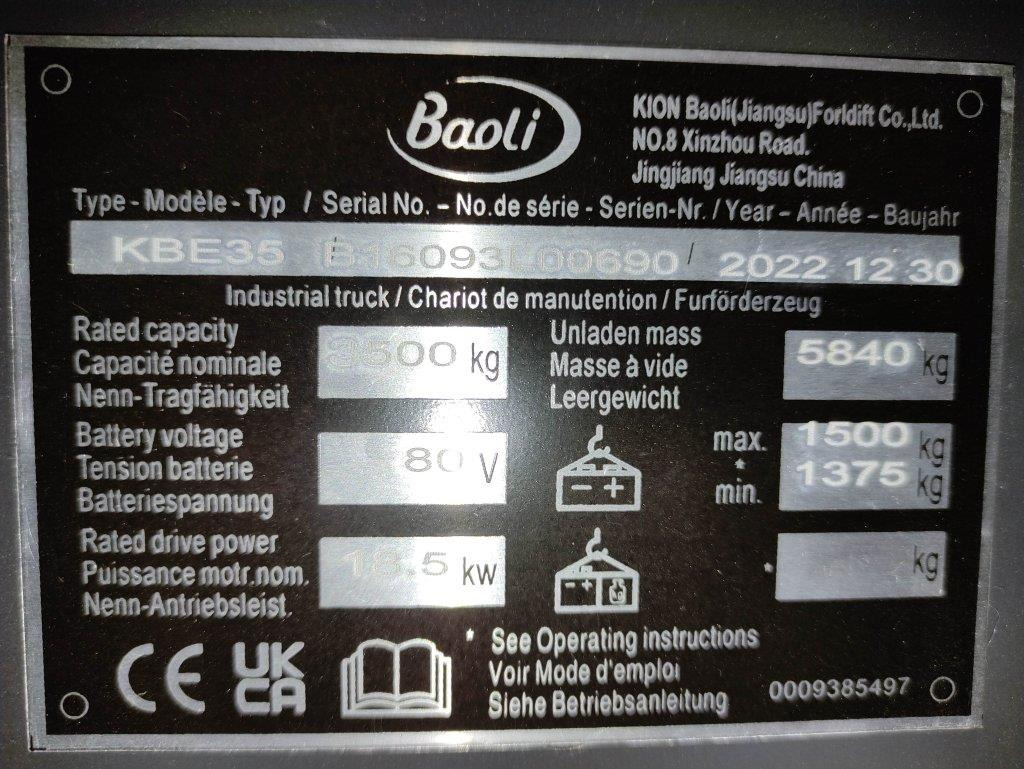 Baoli
KION Baoli(Jiangsu)Forldift Co.,Ltd.
NO.8 Xinzhou Road.
Jingjiang Jiangsu China
Type - Modèle - Typ / Serial No. – No.de série - Serien-Nr. / Year – Année – Baujahr
KBE35 B16093L00690 / 2022 12 30
Industrial truck / Chariot de manutention / Furförderzeug
Rated capacity
Capacité nominale
Nenn-Tragfähigkeit
3500 kg
Unladen mass
Masse à vide
Leergewicht
5840 kg
Battery voltage
Tension batterie
Batteriespannung
80 V
- +
max. 1500 kg
*
min. 1375 kg
Rated drive power
Puissance motr.nom.
Nenn-Antriebsleist.
18.5 kw
- + kg
* kg
CE
UK
CA
* See Operating instructions
Voir Mode d'emploi
Siehe Betriebsanleitung
0009385497